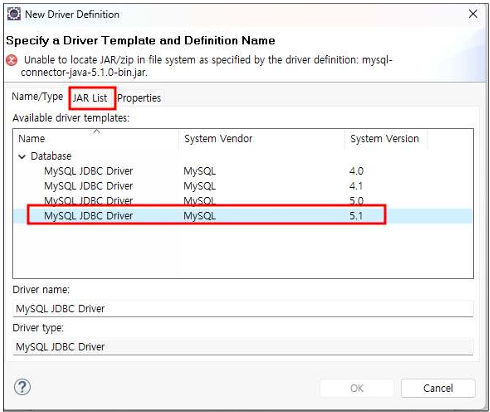 New Driver Definition
Specify a Driver Template and Definition Name
Unable to locate JAR/zip in file system as specified by the driver definition: mysql-
connector-java-5.1.0-bin.jar.
Name/Type JAR List Properties
Available driver templates:
Name System Vendor System Version
Database
MySQL JDBC Driver MySQL 4.0
MySQL JDBC Driver MySQL 4.1
MySQL JDBC Driver MySQL 5.0
MySQL JDBC Driver MySQL 5.1
Driver name:
MySQL JDBC Driver
Driver type:
MySQL JDBC Driver
? OK Cancel